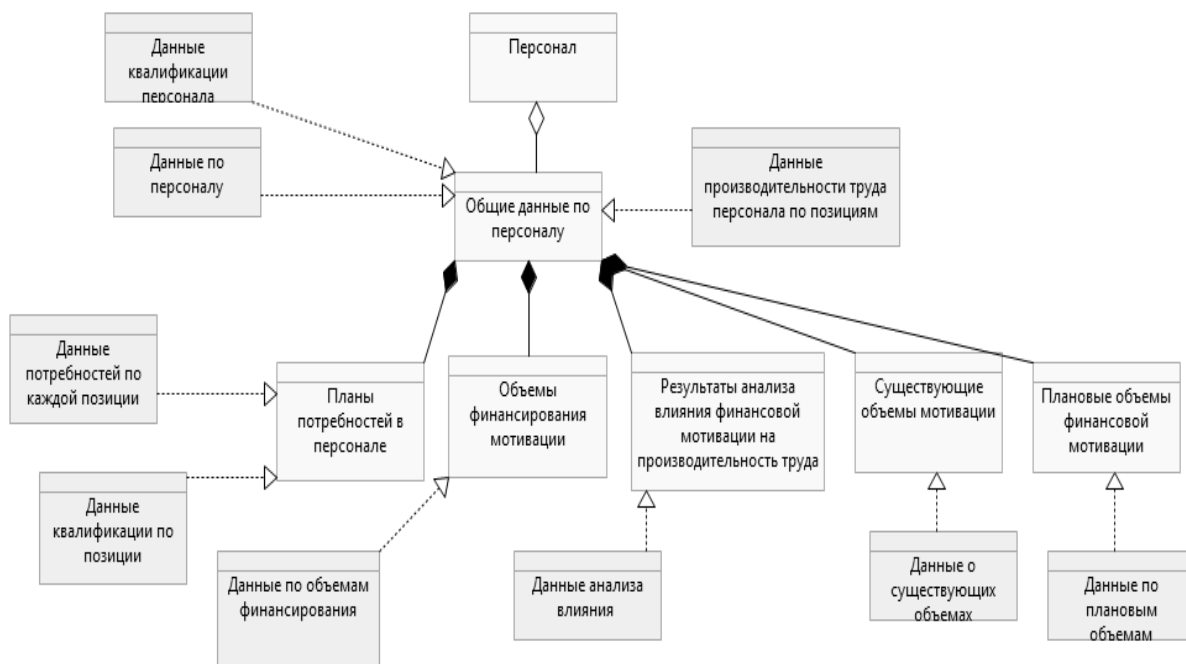 Данные
квалификации
персонала
Персонал
Данные по
персоналу
Данные
производительности труда
персонала по позициям
Общие данные по
персоналу
Данные
потребностей по
каждой позиции
Планы
потребностей в
персонале
Объемы
финансирования
мотивации
Результаты анализа
влияния финансовой
мотивации на
производительность труда
Существующие
объемы мотивации
Плановые объемы
финансовой
мотивации
Данные
квалификации по
позиции
Данные по объемам
финансирования
Данные анализа
влияния
Данные о
существующих
объемах
Данные по
плановым
объемам